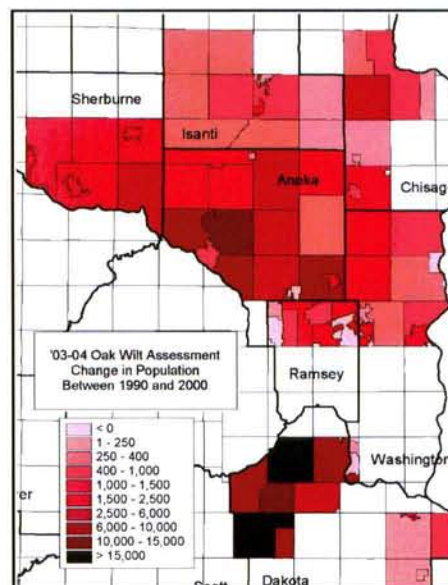 Sherburne
Isanti
Anoka
Chisag
'03-04 Oak Wilt Assessment
Change in Population
Between 1990 and 2000
Ramsey
< 0
1 - 250
250 - 400
400 - 1,000
1,000 - 1,500
1,500 - 2,500
2,500 - 6,000
6,000 - 10,000
10,000 - 15,000
> 15,000
Washington
er
Scott
Dakota